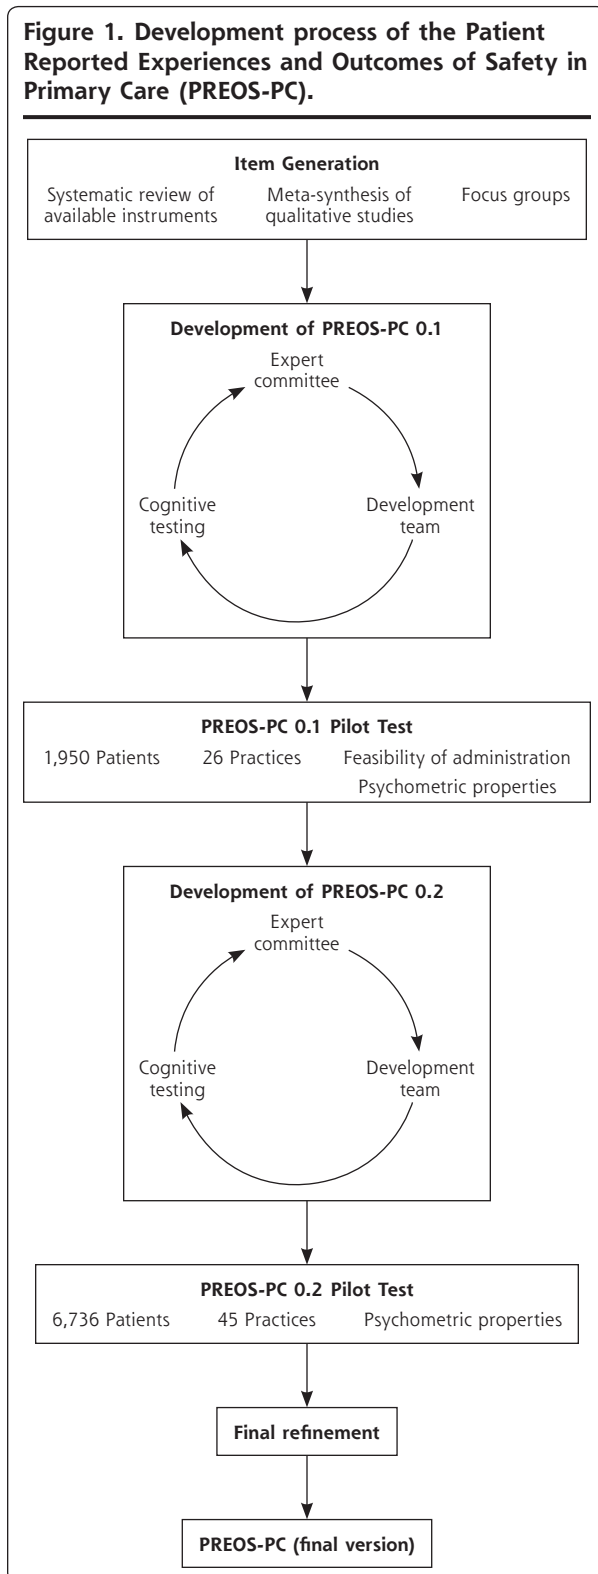 Figure 1. Development process of the Patient
Reported Experiences and Outcomes of Safety in
Primary Care (PREOS-PC).
Item Generation
Systematic review of
available instruments
Meta-synthesis of
qualitative studies
Focus groups
Development of PREOS-PC 0.1
Expert
committee
Development
team
Cognitive
testing
PREOS-PC 0.1 Pilot Test
1,950 Patients
26 Practices
Feasibility of administration
Psychometric properties
Development of PREOS-PC 0.2
Expert
committee
Development
team
Cognitive
testing
PREOS-PC 0.2 Pilot Test
6,736 Patients
45 Practices
Psychometric properties
Final refinement
PREOS-PC (final version)